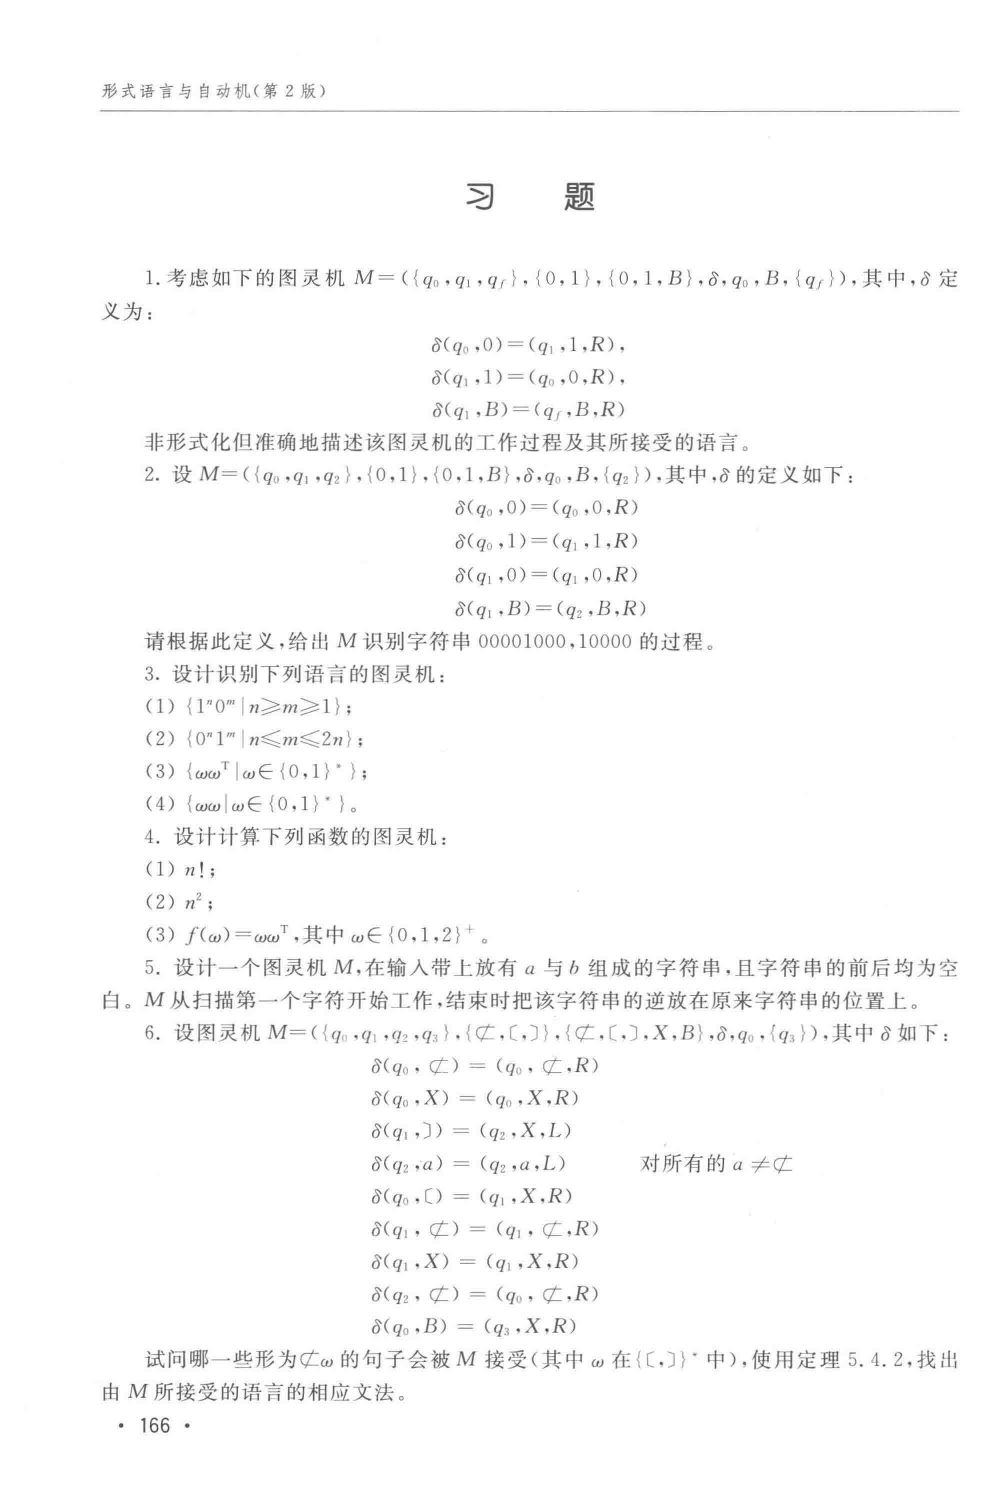 形式语言与自动机(第2版)
习 题
1.考虑如下的图灵机 M=({q₀,q₁,q_f},{0,1},{0,1,B},δ,q₀,B,{q_f}),其中,δ 定
义为:
δ(q₀,0)=(q₁,1,R),
δ(q₁,1)=(q₀,0,R),
δ(q₁,B)=(q_f,B,R)
非形式化但准确地描述该图灵机的工作过程及其所接受的语言。
2. 设 M=({q₀,q₁,q₂},{0,1},{0,1,B},δ,q₀,B,{q₂}),其中,δ 的定义如下:
δ(q₀,0)=(q₀,0,R)
δ(q₀,1)=(q₁,1,R)
δ(q₁,0)=(q₁,0,R)
δ(q₁,B)=(q₂,B,R)
请根据此定义,给出 M 识别字符串 00001000,10000 的过程。
3. 设计识别下列语言的图灵机:
(1) {1ⁿ0ᵐ|n≥m≥1};
(2) {0ⁿ1ᵐ|n≤m≤2n};
(3) {ωωᵀ|ω∈{0,1}*};
(4) {ωω|ω∈{0,1}*}。
4. 设计计算下列函数的图灵机:
(1) n!;
(2) n²;
(3) f(ω)=ωωᵀ,其中 ω∈{0,1,2}⁺。
5. 设计一个图灵机 M,在输入带上放有 a 与 b 组成的字符串,且字符串的前后均为空
白。M 从扫描第一个字符开始工作,结束时把该字符串的逆放在原来字符串的位置上。
6. 设图灵机 M=({q₀,q₁,q₂,q₃},{⊄,〔,〕},{⊄,〔,〕,X,B},δ,q₀,{q₃}),其中 δ 如下:
δ(q₀,⊄)=(q₀,⊄,R)
δ(q₀,X)=(q₀,X,R)
δ(q₁,〕)=(q₂,X,L)
δ(q₂,a)=(q₂,a,L) 对所有的 a≠⊄
δ(q₀,〔)=(q₁,X,R)
δ(q₁,⊄)=(q₁,⊄,R)
δ(q₁,X)=(q₁,X,R)
δ(q₂,⊄)=(q₀,⊄,R)
δ(q₀,B)=(q₃,X,R)
试问哪一些形为⊄ω 的句子会被 M 接受(其中 ω 在{〔,〕}*中),使用定理 5.4.2,找出
由 M 所接受的语言的相应文法。
· 166 ·